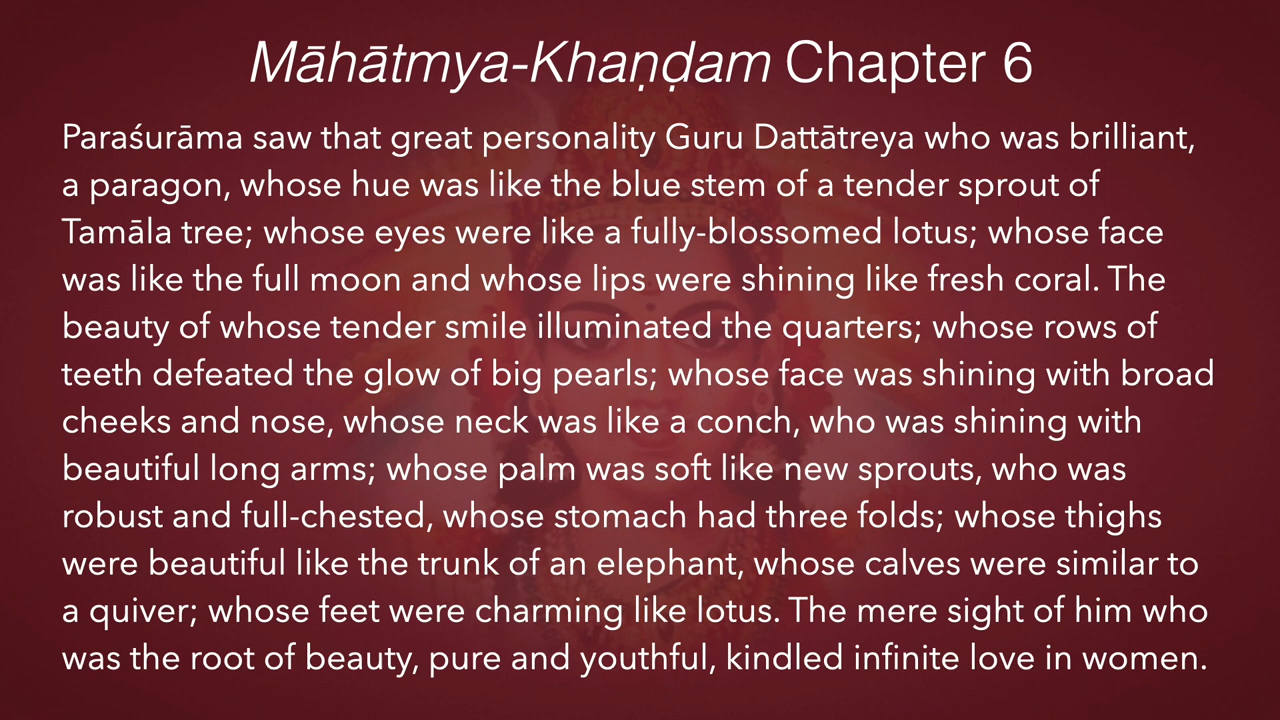 Māhātmya-Khaṇḍam Chapter 6
Paraśurāma saw that great personality Guru Dattātreya who was brilliant,
a paragon, whose hue was like the blue stem of a tender sprout of
Tamāla tree; whose eyes were like a fully-blossomed lotus; whose face
was like the full moon and whose lips were shining like fresh coral. The
beauty of whose tender smile illuminated the quarters; whose rows of
teeth defeated the glow of big pearls; whose face was shining with broad
cheeks and nose, whose neck was like a conch, who was shining with
beautiful long arms; whose palm was soft like new sprouts, who was
robust and full-chested, whose stomach had three folds; whose thighs
were beautiful like the trunk of an elephant, whose calves were similar to
a quiver; whose feet were charming like lotus. The mere sight of him who
was the root of beauty, pure and youthful, kindled infinite love in women.